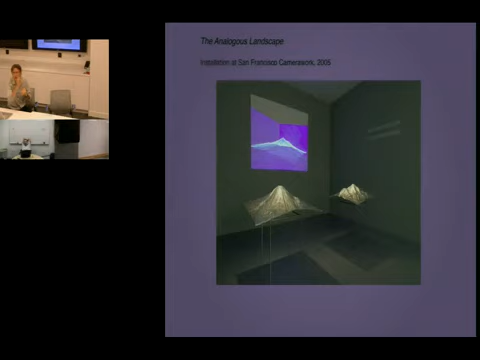 The Analogous Landscape
Installation at San Francisco Camerawork, 2005